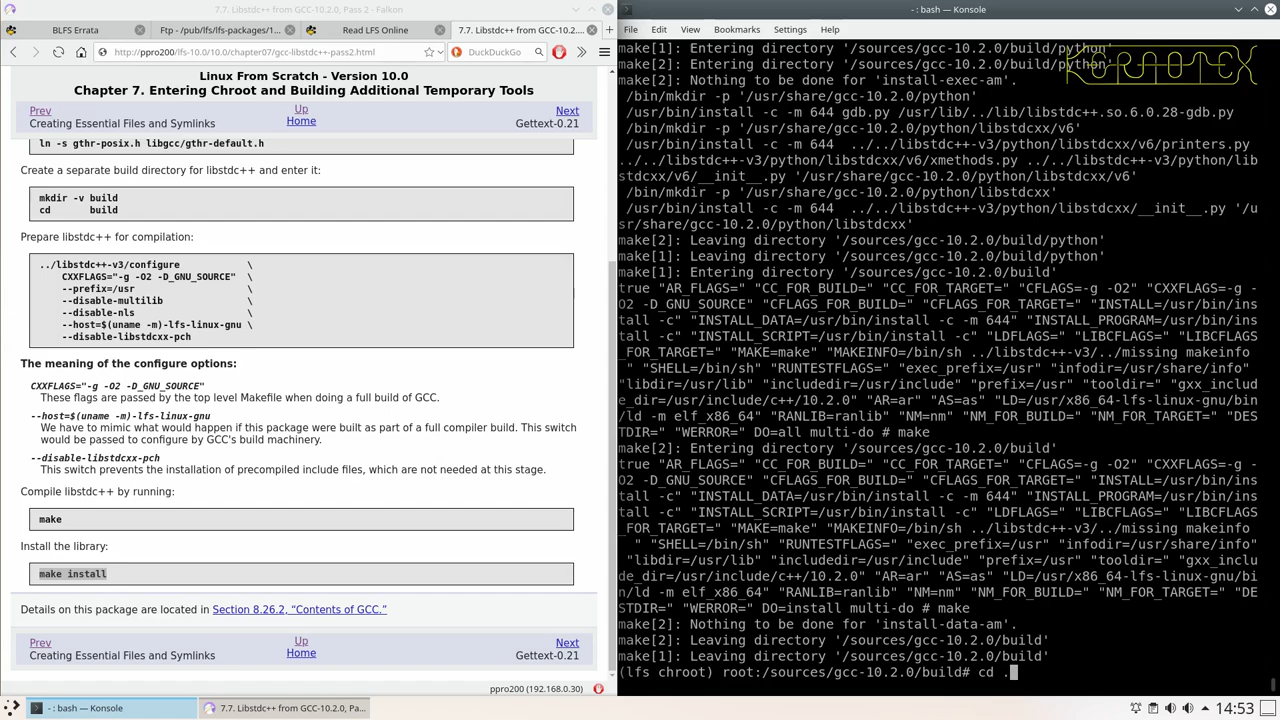 7.7. Libstdc++ from GCC-10.2.0, Pass 2 - Falkon
BLFS Errata
Ftp - /pub/lfs/lfs-packages-1...
Read LFS Online
7.7. Libstdc++ from GCC-10.2.0....
http://ppro200/lfs-10.0/10.0/chapter07/gcc-libstdc++-pass2.html
DuckDuckGo
Linux From Scratch - Version 10.0
Chapter 7. Entering Chroot and Building Additional Temporary Tools
Prev
Up
Next
Creating Essential Files and Symlinks
Home
Gettext-0.21
ln -s gthr-posix.h libgcc/gthr-default.h
Create a separate build directory for libstdc++ and enter it:
mkdir -v build
cd       build
Prepare libstdc++ for compilation:
../libstdc++-v3/configure            \
    CXXFLAGS="-g -O2 -D_GNU_SOURCE"  \
    --prefix=/usr                    \
    --disable-multilib               \
    --disable-nls                    \
    --host=$(uname -m)-lfs-linux-gnu \
    --disable-libstdcxx-pch
The meaning of the configure options:
CXXFLAGS="-g -O2 -D_GNU_SOURCE"
These flags are passed by the top level Makefile when doing a full build of GCC.
--host=$(uname -m)-lfs-linux-gnu
We have to mimic what would happen if this package were built as part of a full compiler build. This switch
would be passed to configure by GCC's build machinery.
--disable-libstdcxx-pch
This switch prevents the installation of precompiled include files, which are not needed at this stage.
Compile libstdc++ by running:
make
Install the library:
make install
Details on this package are located in Section 8.26.2, “Contents of GCC.”
Prev
Up
Next
Creating Essential Files and Symlinks
Home
Gettext-0.21
ppro200 (192.168.0.30)
- : bash — Konsole
File Edit View Bookmarks Settings Help
make[1]: Entering directory '/sources/gcc-10.2.0/build/python'
make[2]: Entering directory '/sources/gcc-10.2.0/build/python'
make[2]: Nothing to be done for 'install-exec-am'.
 /bin/mkdir -p '/usr/share/gcc-10.2.0/python'
 /usr/bin/install -c -m 644 gdb.py /usr/lib/../lib/libstdc++.so.6.0.28-gdb.py
 /bin/mkdir -p '/usr/share/gcc-10.2.0/python/libstdcxx/v6'
 /usr/bin/install -c -m 644  ../../libstdc++-v3/python/libstdcxx/v6/printers.py
../../libstdc++-v3/python/libstdcxx/v6/xmethods.py ../../libstdc++-v3/python/lib
stdcxx/v6/__init__.py '/usr/share/gcc-10.2.0/python/libstdcxx/v6'
 /bin/mkdir -p '/usr/share/gcc-10.2.0/python/libstdcxx'
 /usr/bin/install -c -m 644  ../../libstdc++-v3/python/libstdcxx/__init__.py '/u
sr/share/gcc-10.2.0/python/libstdcxx'
make[2]: Leaving directory '/sources/gcc-10.2.0/build/python'
make[1]: Leaving directory '/sources/gcc-10.2.0/build/python'
make[1]: Entering directory '/sources/gcc-10.2.0/build'
true "AR_FLAGS=" "CC_FOR_BUILD=" "CC_FOR_TARGET=" "CFLAGS=-g -O2" "CXXFLAGS=-g -
O2 -D_GNU_SOURCE" "CFLAGS_FOR_BUILD=" "CFLAGS_FOR_TARGET=" "INSTALL=/usr/bin/ins
tall -c" "INSTALL_DATA=/usr/bin/install -c -m 644" "INSTALL_PROGRAM=/usr/bin/ins
tall -c" "INSTALL_SCRIPT=/usr/bin/install -c" "LDFLAGS=" "LIBCFLAGS=" "LIBCFLAGS
_FOR_TARGET=" "MAKE=make" "MAKEINFO=/bin/sh ../libstdc++-v3/../missing makeinfo
 " "SHELL=/bin/sh" "RUNTESTFLAGS=" "exec_prefix=/usr" "infodir=/usr/share/info"
"libdir=/usr/lib" "includedir=/usr/include" "prefix=/usr" "tooldir=" "gxx_inclu
de_dir=/usr/include/c++/10.2.0" "AR=ar" "AS=as" "LD=/usr/x86_64-lfs-linux-gnu/bin
/ld -m elf_x86_64" "RANLIB=ranlib" "NM=nm" "NM_FOR_BUILD=" "NM_FOR_TARGET=" "DES
TDIR=" "WERROR=" DO=all multi-do # make
make[2]: Entering directory '/sources/gcc-10.2.0/build'
true "AR_FLAGS=" "CC_FOR_BUILD=" "CC_FOR_TARGET=" "CFLAGS=-g -O2" "CXXFLAGS=-g -
O2 -D_GNU_SOURCE" "CFLAGS_FOR_BUILD=" "CFLAGS_FOR_TARGET=" "INSTALL=/usr/bin/ins
tall -c" "INSTALL_DATA=/usr/bin/install -c -m 644" "INSTALL_PROGRAM=/usr/bin/ins
tall -c" "INSTALL_SCRIPT=/usr/bin/install -c" "LDFLAGS=" "LIBCFLAGS=" "LIBCFLAGS
_FOR_TARGET=" "MAKE=make" "MAKEINFO=/bin/sh ../libstdc++-v3/../missing makeinfo
 " "SHELL=/bin/sh" "RUNTESTFLAGS=" "exec_prefix=/usr" "infodir=/usr/share/info"
"libdir=/usr/lib" "includedir=/usr/include" "prefix=/usr" "tooldir=" "gxx_inclu
de_dir=/usr/include/c++/10.2.0" "AR=ar" "AS=as" "LD=/usr/x86_64-lfs-linux-gnu/bi
n/ld -m elf_x86_64" "RANLIB=ranlib" "NM=nm" "NM_FOR_BUILD=" "NM_FOR_TARGET=" "DE
STDIR=" "WERROR=" DO=install multi-do # make
make[2]: Nothing to be done for 'install-data-am'.
make[2]: Leaving directory '/sources/gcc-10.2.0/build'
make[1]: Leaving directory '/sources/gcc-10.2.0/build'
(lfs chroot) root:/sources/gcc-10.2.0/build# cd .
- : bash — Konsole
7.7. Libstdc++ from GCC-10.2.0, Pa...
14:53